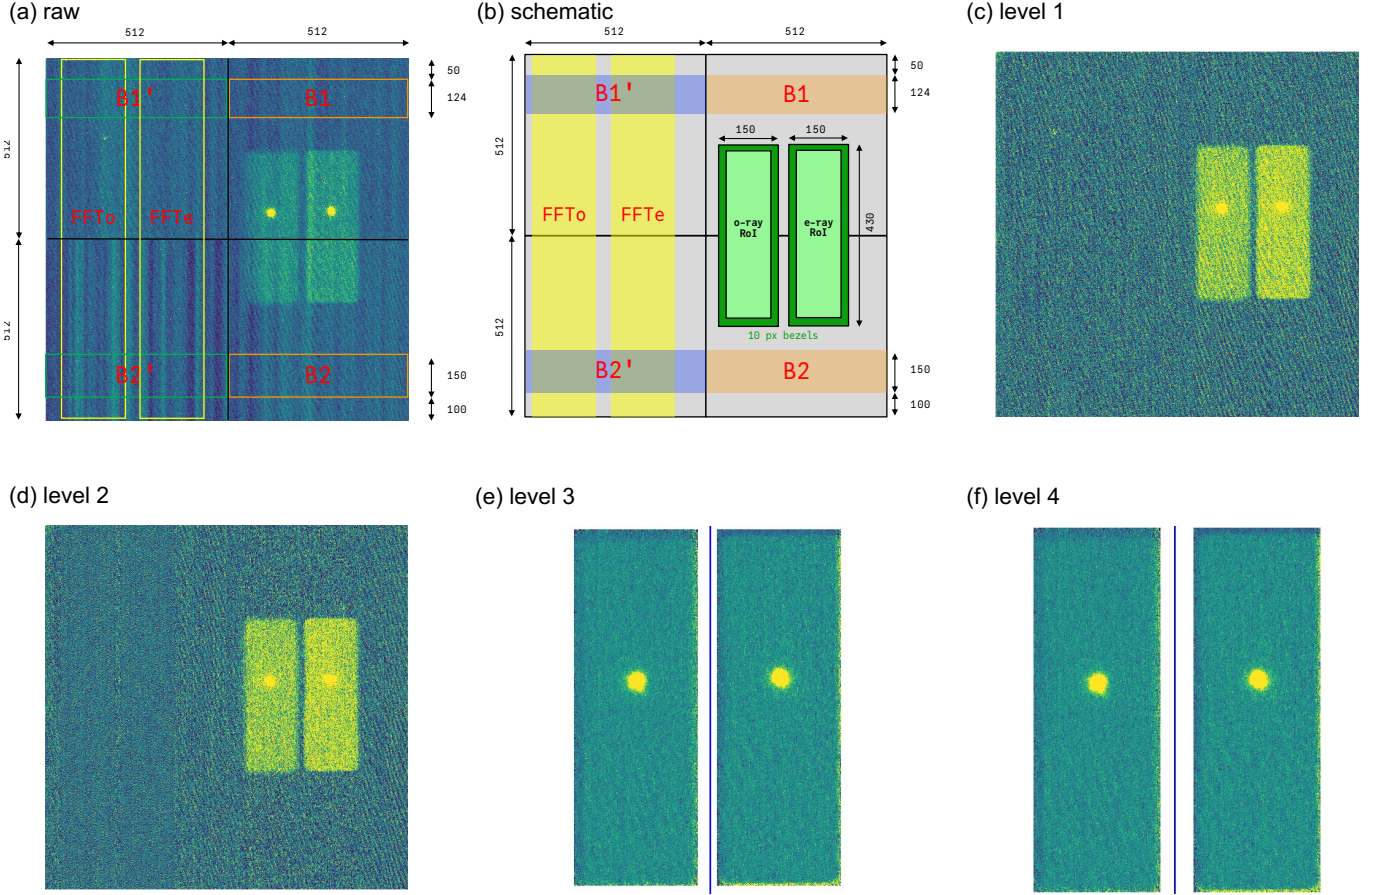 (a) raw
(b) schematic
(c) level 1
512
512
50
124
512
512
150
100
B1'
B1
FFTo
FFTe
B2'
B2
512
512
50
124
512
512
150
100
B1'
B1
150
150
430
FFTo
FFTe
o-ray
RoI
e-ray
RoI
10 px bezels
B2'
B2
(d) level 2
(e) level 3
(f) level 4